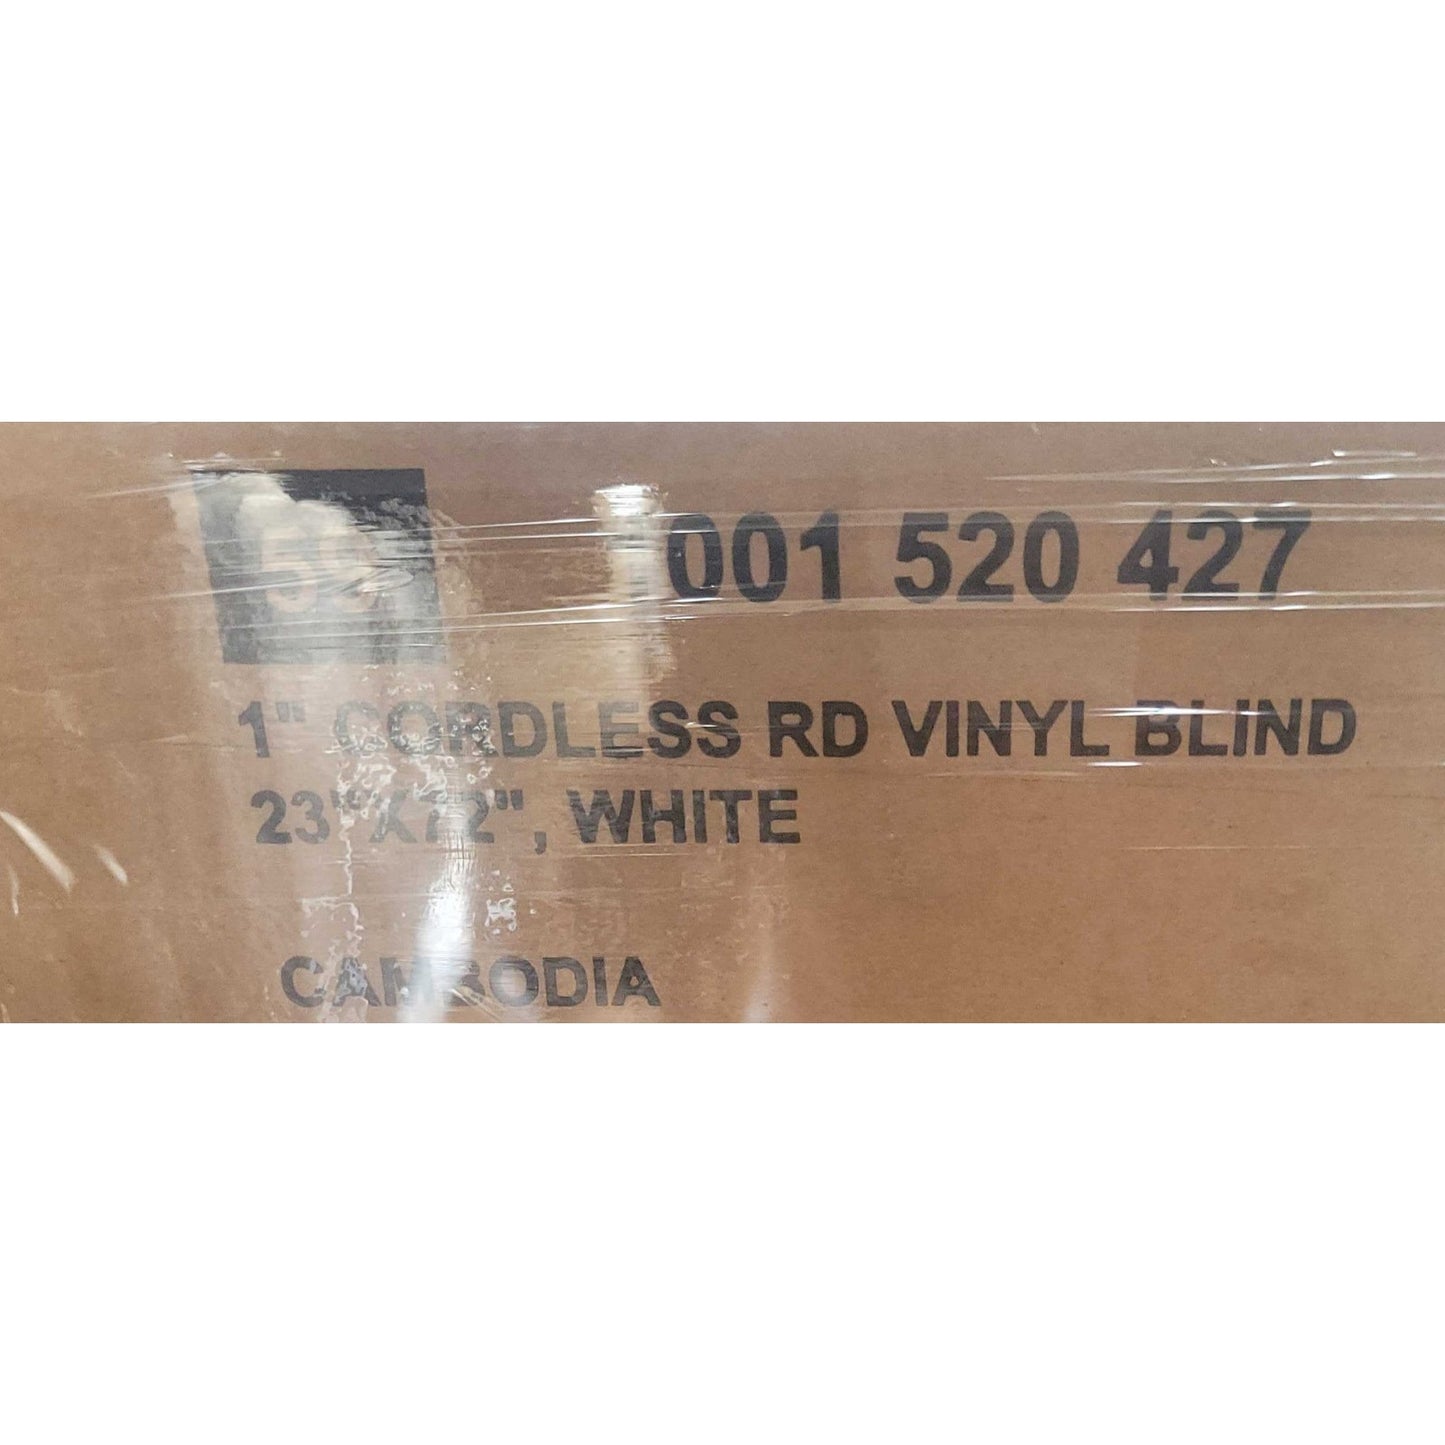 001 520 427
1" CORDLESS RD VINYL BLIND
23"X72", WHITE
CAMBODIA